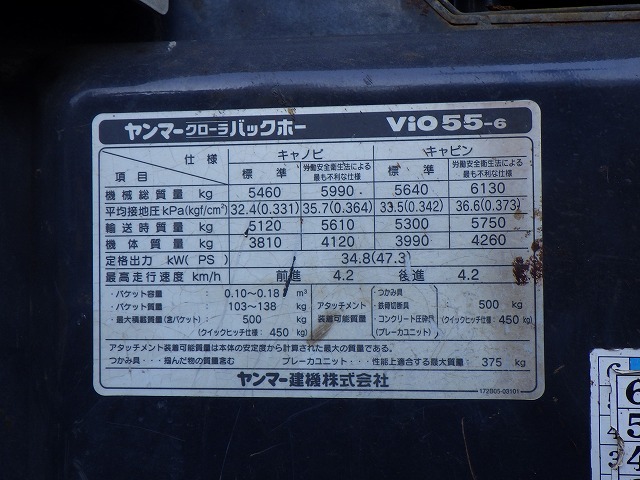 ヤンマークローラバックホー ViO55-6
仕様 キャノピ キャビン
項目 標準 労働安全衛生法による最も不利な仕様 標準 労働安全衛生法による最も不利な仕様
機械総質量 kg 5460 5990 5640 6130
平均接地圧 kPa(kgf/cm²) 32.4(0.331) 35.7(0.364) 33.5(0.342) 36.6(0.373)
輸送時質量 kg 5120 5610 5300 5750
機体質量 kg 3810 4120 3990 4260
定格出力 kW(PS) 34.8(47.3)
最高走行速度 km/h 前進 4.2 後進 4.2
・バケット容量 0.10～0.18 m³
・バケット質量 103～138 kg
・最大積載質量(含バケット) 500 kg
(クイックヒッチ仕様:450 kg)
アタッチメント装着可能質量
つかみ具
・鉄骨切断具 500 kg
・コンクリート圧砕具 (クイックヒッチ仕様:450 kg)
(ブレーカユニット)
アタッチメント装着可能質量は本体の安定度から計算された最大の質量である。
つかみ具・・・掴んだ物の質量含む ブレーカユニット・・・性能上適合する最大質量: 375 kg
ヤンマー建機株式会社
172B05-03101
6
5
4